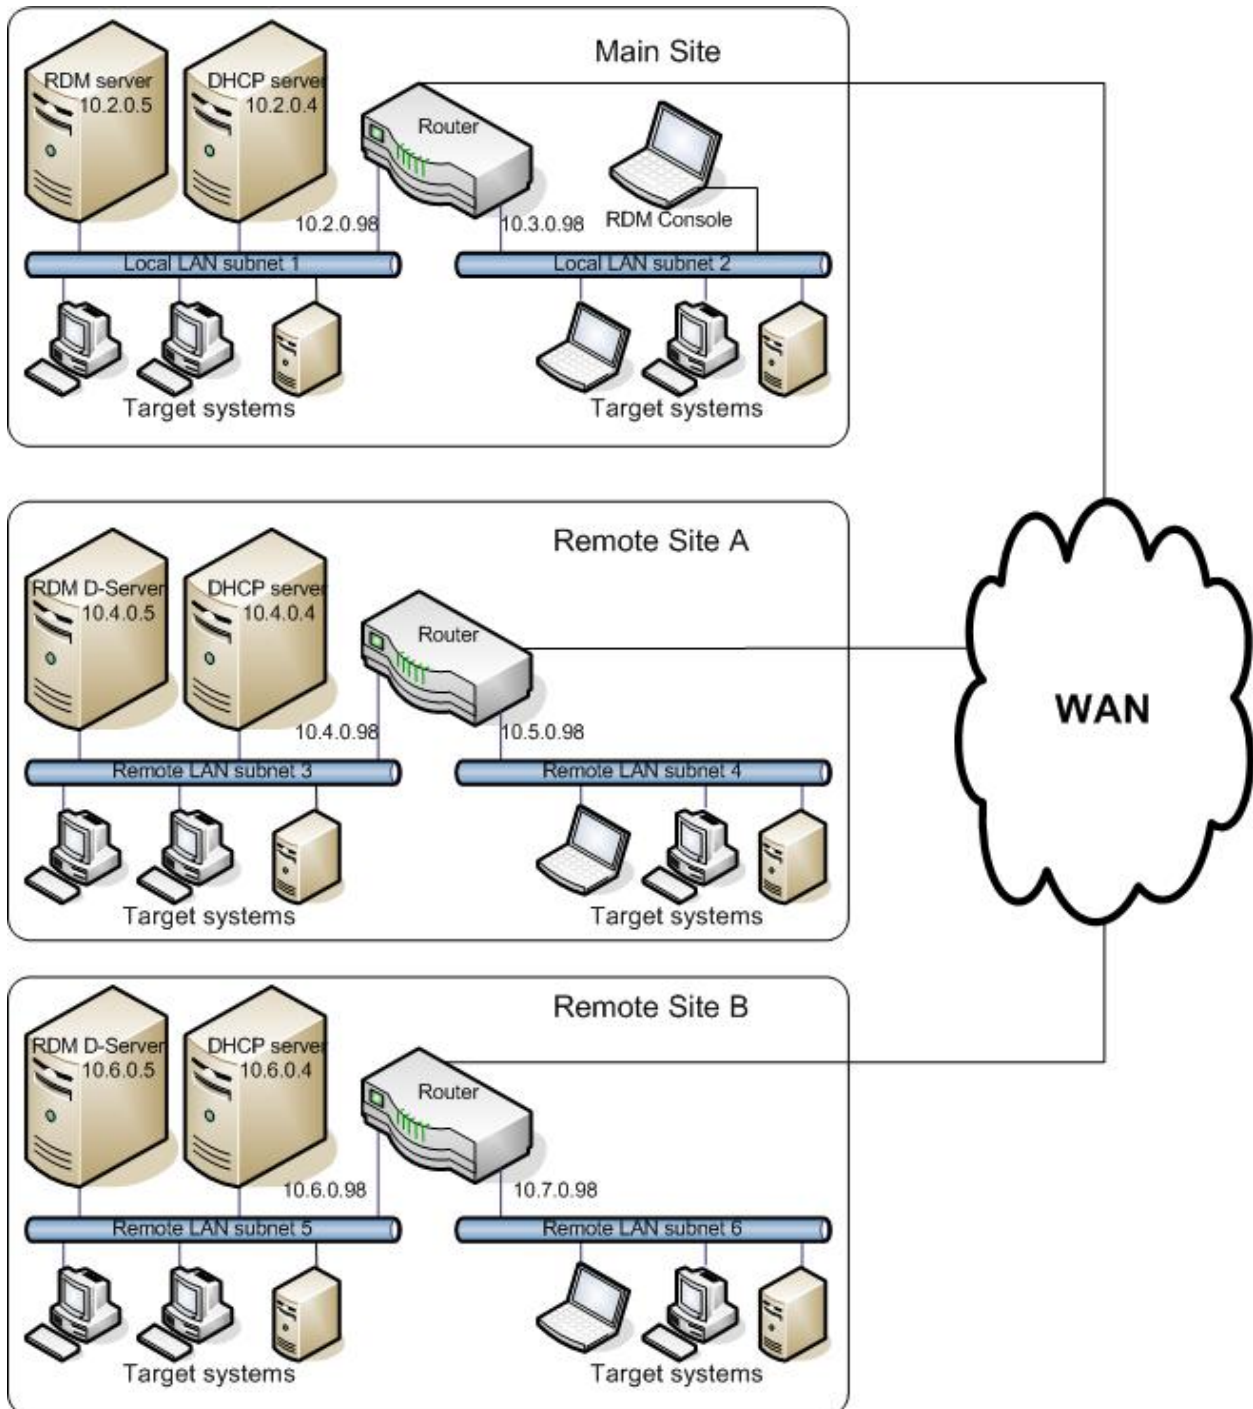 Main Site
RDM server
10.2.0.5
DHCP server
10.2.0.4
Router
RDM Console
10.2.0.98
10.3.0.98
Local LAN subnet 1
Local LAN subnet 2
Target systems
Target systems
Remote Site A
RDM D-Server
10.4.0.5
DHCP server
10.4.0.4
Router
10.4.0.98
10.5.0.98
Remote LAN subnet 3
Remote LAN subnet 4
Target systems
Target systems
WAN
Remote Site B
RDM D-Server
10.6.0.5
DHCP server
10.6.0.4
Router
10.6.0.98
10.7.0.98
Remote LAN subnet 5
Remote LAN subnet 6
Target systems
Target systems